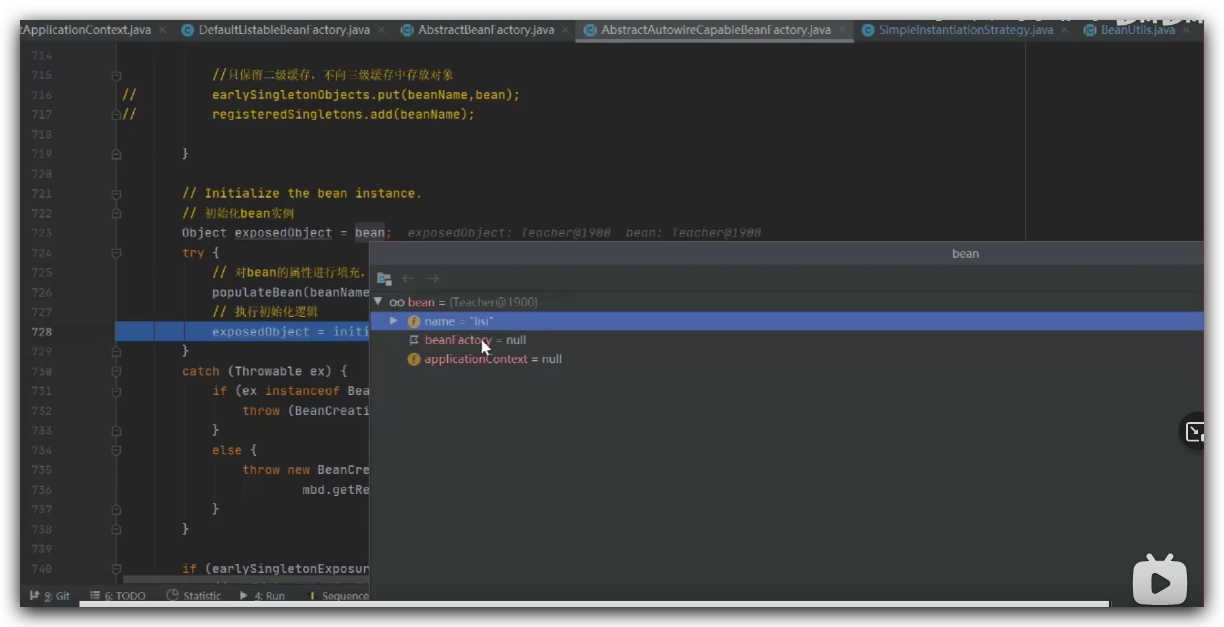 tApplicationContext.java × DefaultListableBeanFactory.java × AbstractBeanFactory.java × AbstractAutowireCapableBeanFactory.java × SimpleInstantiationStrategy.java × BeanUtils.java ×
714
715 //只保留二级缓存，不向三级缓存中存放对象
716 // earlySingletonObjects.put(beanName,bean);
717 // registeredSingletons.add(beanName);
718
719 }
720
721 // Initialize the bean instance.
722 // 初始化bean实例
723 Object exposedObject = bean; exposedObject: Teacher@1900 bean: Teacher@1900
724 try {
bean
725 // 对bean的属性进行填充，
726 populateBean(beanName
bean = {Teacher@1900}
727 // 执行初始化逻辑
name = "lisi"
728 exposedObject = initi
beanFactory = null
729 }
applicationContext = null
730 catch (Throwable ex) {
731 if (ex instanceof Bea
732 throw (BeanCreati
733 }
734 else {
735 throw new BeanCre
736 mbd.getRe
737 }
738 }
739
740 if (earlySingletonExposur
9: Git 6: TODO Statistic 4: Run Sequence